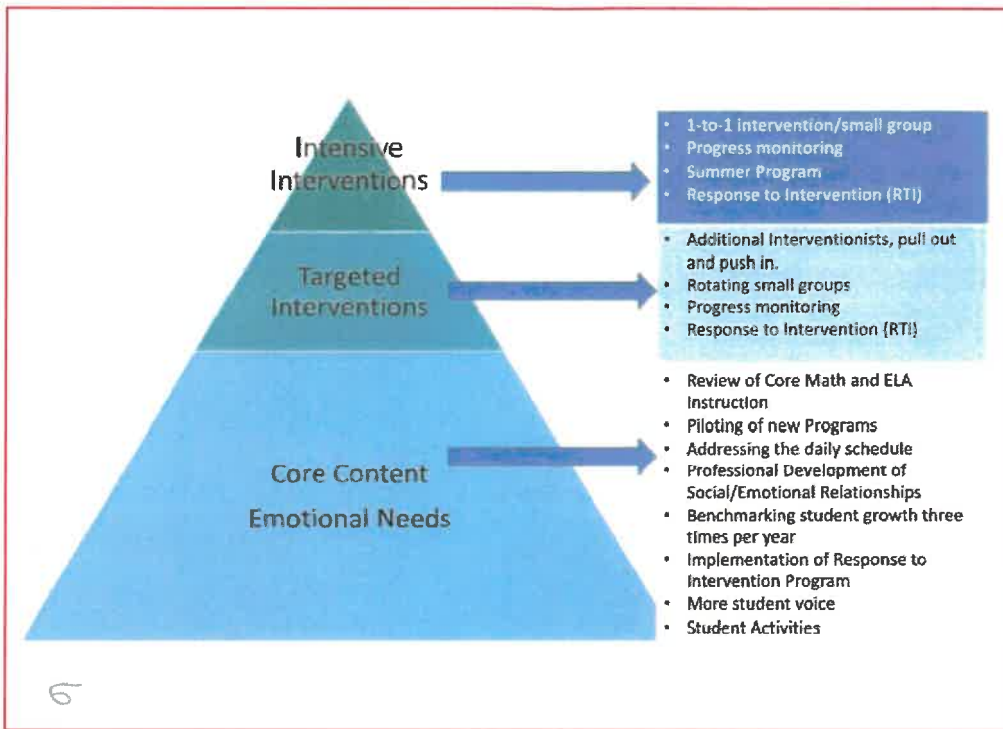 Intensive
Interventions
• 1-to-1 intervention/small group
• Progress monitoring
• Summer Program
• Response to Intervention (RTI)
Targeted
Interventions
• Additional Interventionists, pull out
and push in.
• Rotating small groups
• Progress monitoring
• Response to Intervention (RTI)
Core Content
Emotional Needs
• Review of Core Math and ELA
Instruction
• Piloting of new Programs
• Addressing the daily schedule
• Professional Development of
Social/Emotional Relationships
• Benchmarking student growth three
times per year
• Implementation of Response to
Intervention Program
• More student voice
• Student Activities